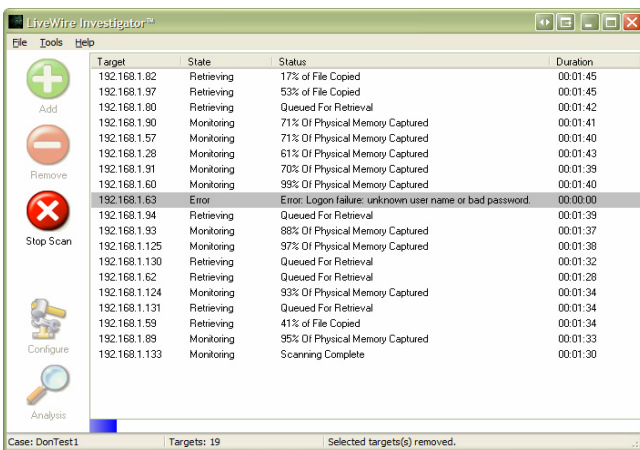 LiveWire Investigator™
File Tools Help
Target State Status Duration
192.168.1.82 Retrieving 17% of File Copied 00:01:45
192.168.1.97 Retrieving 53% of File Copied 00:01:45
192.168.1.80 Retrieving Queued For Retrieval 00:01:42
192.168.1.90 Monitoring 71% Of Physical Memory Captured 00:01:41
192.168.1.57 Monitoring 71% Of Physical Memory Captured 00:01:40
192.168.1.28 Monitoring 61% Of Physical Memory Captured 00:01:43
192.168.1.91 Monitoring 70% Of Physical Memory Captured 00:01:39
192.168.1.60 Monitoring 99% Of Physical Memory Captured 00:01:40
192.168.1.63 Error Error: Logon failure: unknown user name or bad password. 00:00:00
192.168.1.94 Retrieving Queued For Retrieval 00:01:39
192.168.1.93 Monitoring 88% Of Physical Memory Captured 00:01:37
192.168.1.125 Monitoring 97% Of Physical Memory Captured 00:01:38
192.168.1.130 Retrieving Queued For Retrieval 00:01:32
192.168.1.62 Retrieving Queued For Retrieval 00:01:28
192.168.1.124 Monitoring 93% Of Physical Memory Captured 00:01:34
192.168.1.131 Retrieving Queued For Retrieval 00:01:34
192.168.1.59 Retrieving 41% of File Copied 00:01:34
192.168.1.89 Monitoring 95% Of Physical Memory Captured 00:01:33
192.168.1.133 Monitoring Scanning Complete 00:01:30
Add
Remove
Stop Scan
Configure
Analysis
Case: DonTest1 Targets: 19 Selected targets(s) removed.